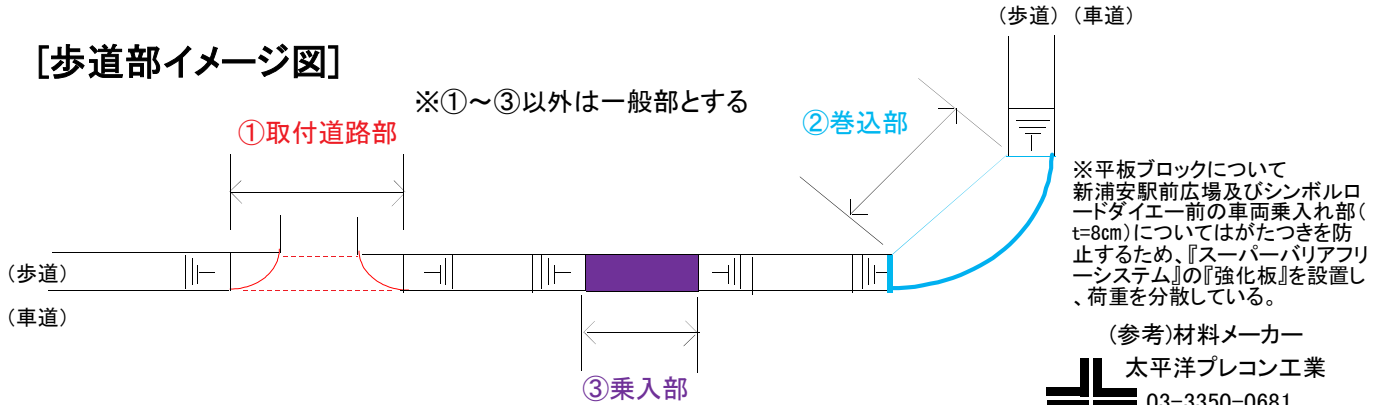 (歩道) (車道)
[歩道部イメージ図]
※①～③以外は一般部とする
①取付道路部
②巻込部
※平板ブロックについて
新浦安駅前広場及びシンボルロ
ードダイエー前の車両乗入れ部(
t=8㎝)についてはがたつきを防
止するため、『スーパーバリアフリ
ーシステム』の『強化板』を設置し
、荷重を分散している。
(歩道)
(車道)
③乗入部
(参考)材料メーカー
太平洋プレコン工業
03-3350-0681